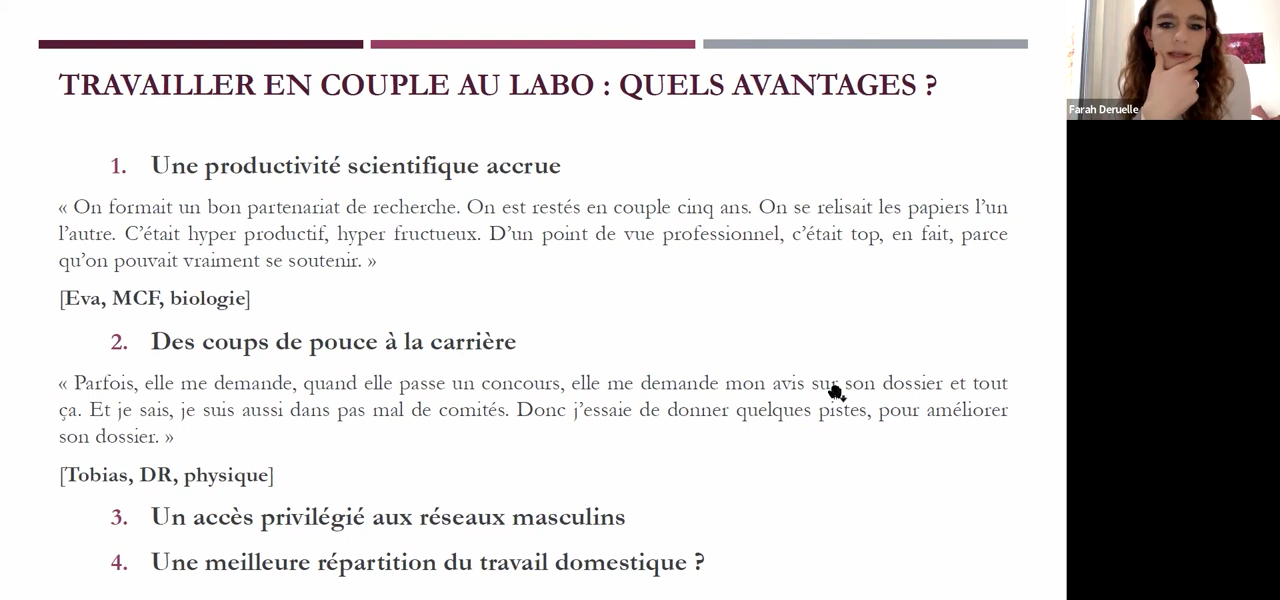 TRAVAILLER EN COUPLE AU LABO : QUELS AVANTAGES ?
Farah Deruelle
1. Une productivité scientifique accrue
« On formait un bon partenariat de recherche. On est restés en couple cinq ans. On se relisait les papiers l’un
l’autre. C’était hyper productif, hyper fructueux. D’un point de vue professionnel, c’était top, en fait, parce
qu’on pouvait vraiment se soutenir. »
[Eva, MCF, biologie]
2. Des coups de pouce à la carrière
« Parfois, elle me demande, quand elle passe un concours, elle me demande mon avis sur son dossier et tout
ça. Et je sais, je suis aussi dans pas mal de comités. Donc j’essaie de donner quelques pistes, pour améliorer
son dossier. »
[Tobias, DR, physique]
3. Un accès privilégié aux réseaux masculins
4. Une meilleure répartition du travail domestique ?